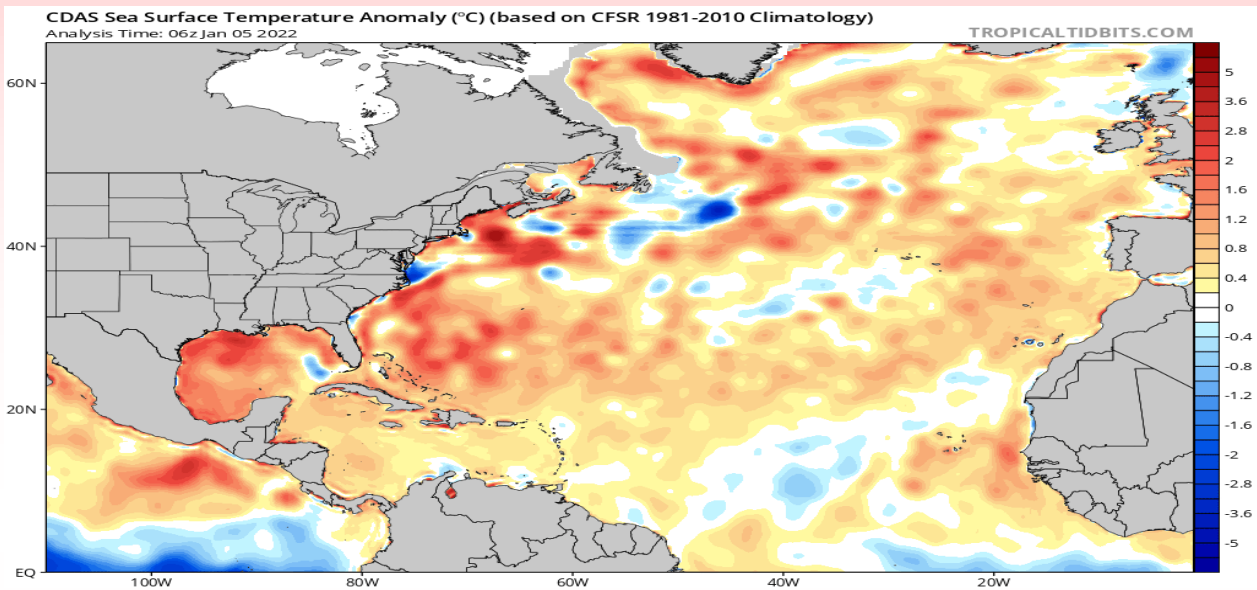 CDAS Sea Surface Temperature Anomaly (°C) (based on CFSR 1981-2010 Climatology)
Analysis Time: 06z Jan 05 2022
TROPICALTIDBITS.COM
60N
40N
20N
EQ
100W
80W
60W
40W
20W
5
3.6
2.8
2
1.6
1.2
0.8
0.4
0
-0.4
-0.8
-1.2
-1.6
-2
-2.8
-3.6
-5